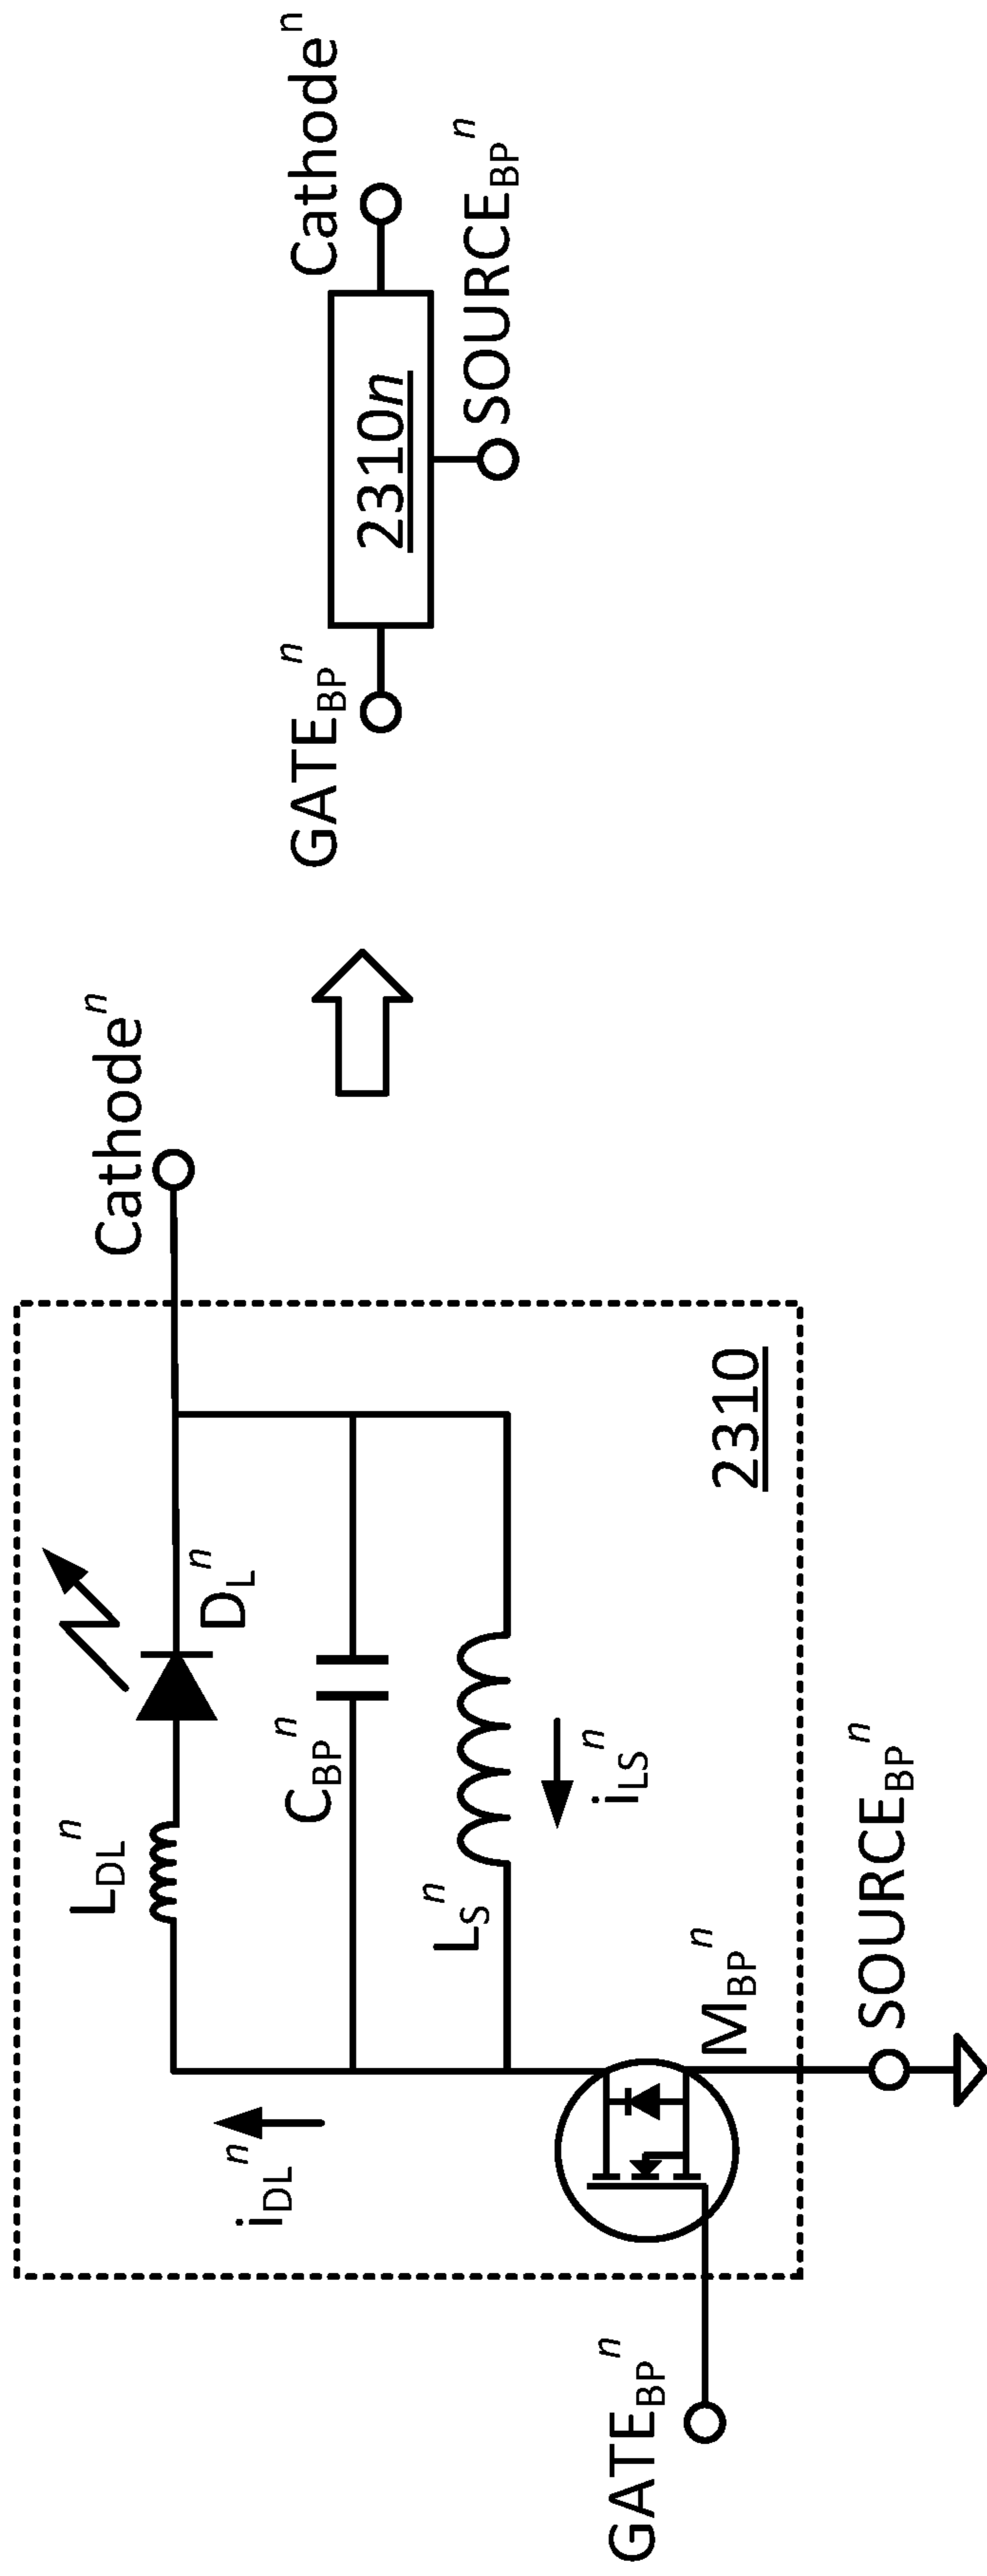 L_DL^n
D_L^n
Cathode^n
i_DL^n
C_BP^n
L_S^n
i_LS^n
GATE_BP^n
M_BP^n
2310
SOURCE_BP^n
GATE_BP^n
2310n
Cathode^n
SOURCE_BP^n